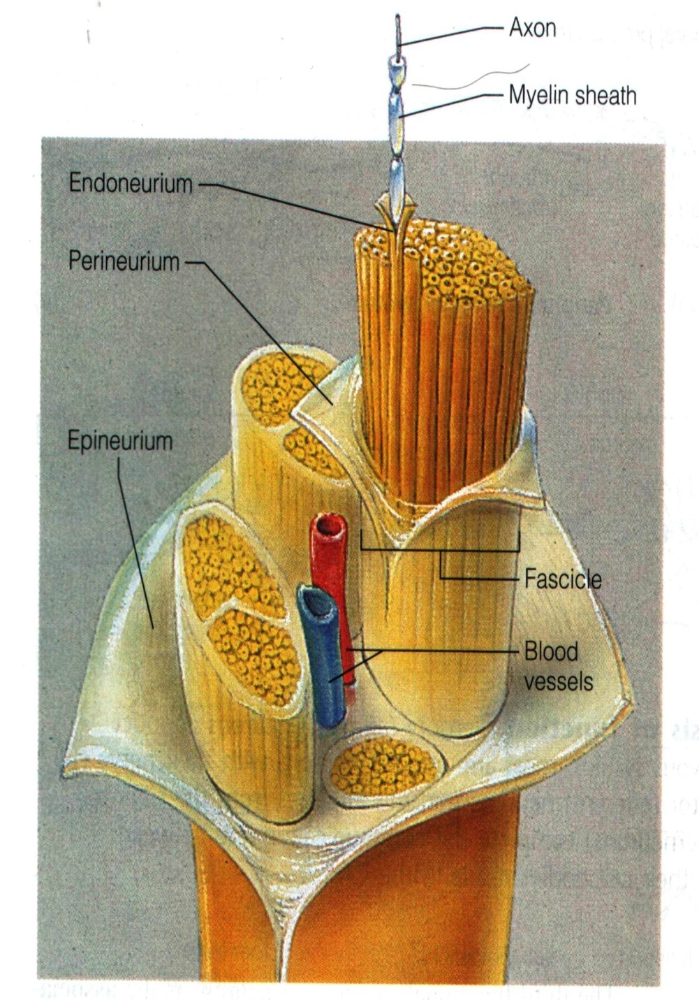 Axon
Myelin sheath
Endoneurium
Perineurium
Epineurium
Fascicle
Blood
vessels